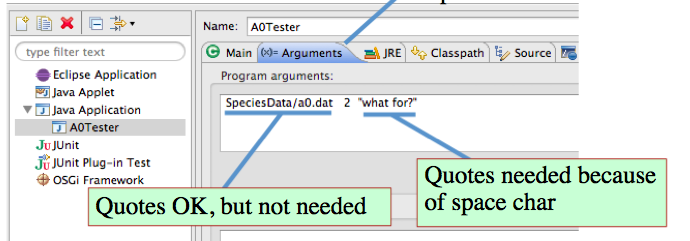 Name: A0Tester
type filter text
Main (x)= Arguments JRE Classpath Source
Eclipse Application
Java Applet
Java Application
A0Tester
JUnit
JUnit Plug-in Test
OSGi Framework
Program arguments:
SpeciesData/a0.dat 2 "what for?"
Quotes OK, but not needed
Quotes needed because
of space char